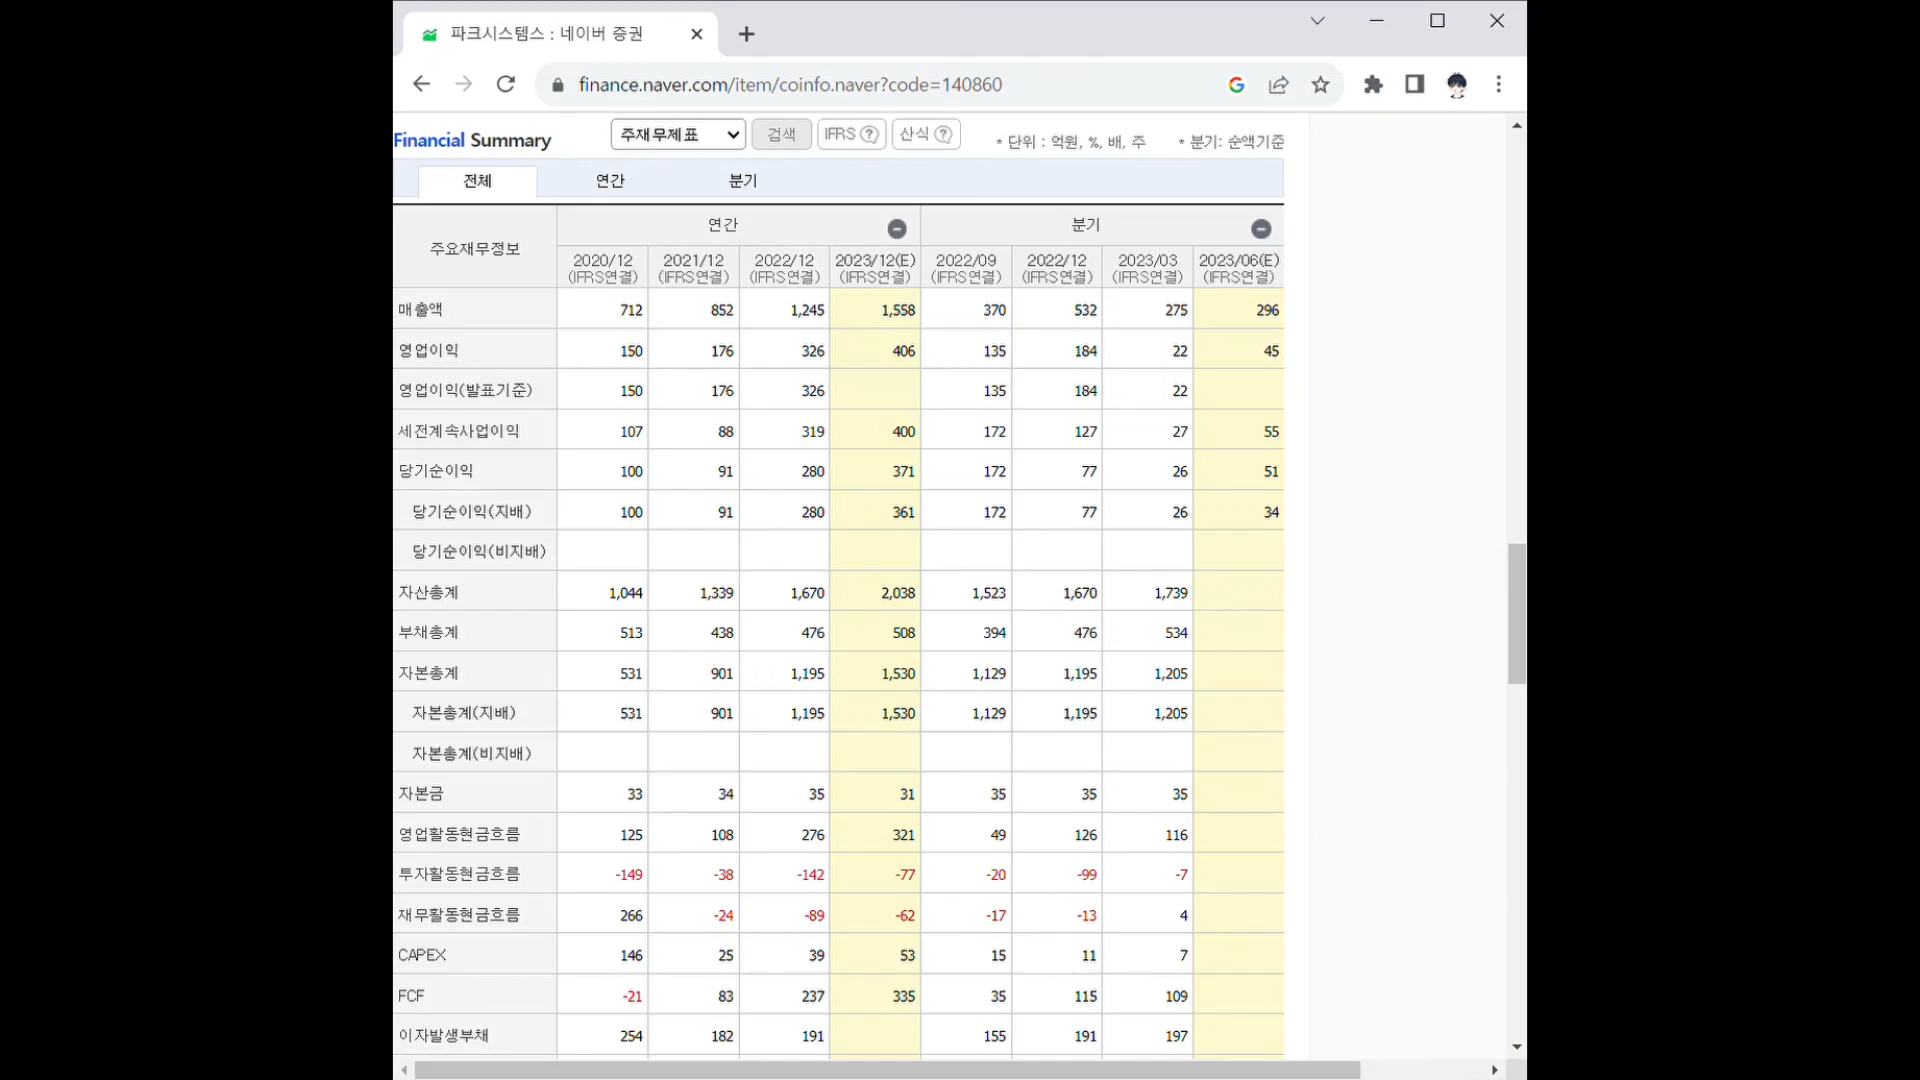 파크시스템스 : 네이버 증권
finance.naver.com/item/coinfo.naver?code=140860
Financial Summary 주재무제표 검색 IFRS ? 산식 ? * 단위 : 억원, %, 배, 주 * 분기: 순액기준
전체 연간 분기
주요재무정보 연간 분기
2020/12 2021/12 2022/12 2023/12(E) 2022/09 2022/12 2023/03 2023/06(E)
(IFRS연결) (IFRS연결) (IFRS연결) (IFRS연결) (IFRS연결) (IFRS연결) (IFRS연결) (IFRS연결)
매출액 712 852 1,245 1,558 370 532 275 296
영업이익 150 176 326 406 135 184 22 45
영업이익(발표기준) 150 176 326 135 184 22
세전계속사업이익 107 88 319 400 172 127 27 55
당기순이익 100 91 280 371 172 77 26 51
당기순이익(지배) 100 91 280 361 172 77 26 34
당기순이익(비지배)
자산총계 1,044 1,339 1,670 2,038 1,523 1,670 1,739
부채총계 513 438 476 508 394 476 534
자본총계 531 901 1,195 1,530 1,129 1,195 1,205
자본총계(지배) 531 901 1,195 1,530 1,129 1,195 1,205
자본총계(비지배)
자본금 33 34 35 31 35 35 35
영업활동현금흐름 125 108 276 321 49 126 116
투자활동현금흐름 -149 -38 -142 -77 -20 -99 -7
재무활동현금흐름 266 -24 -89 -62 -17 -13 4
CAPEX 146 25 39 53 15 11 7
FCF -21 83 237 335 35 115 109
이자발생부채 254 182 191 155 191 197